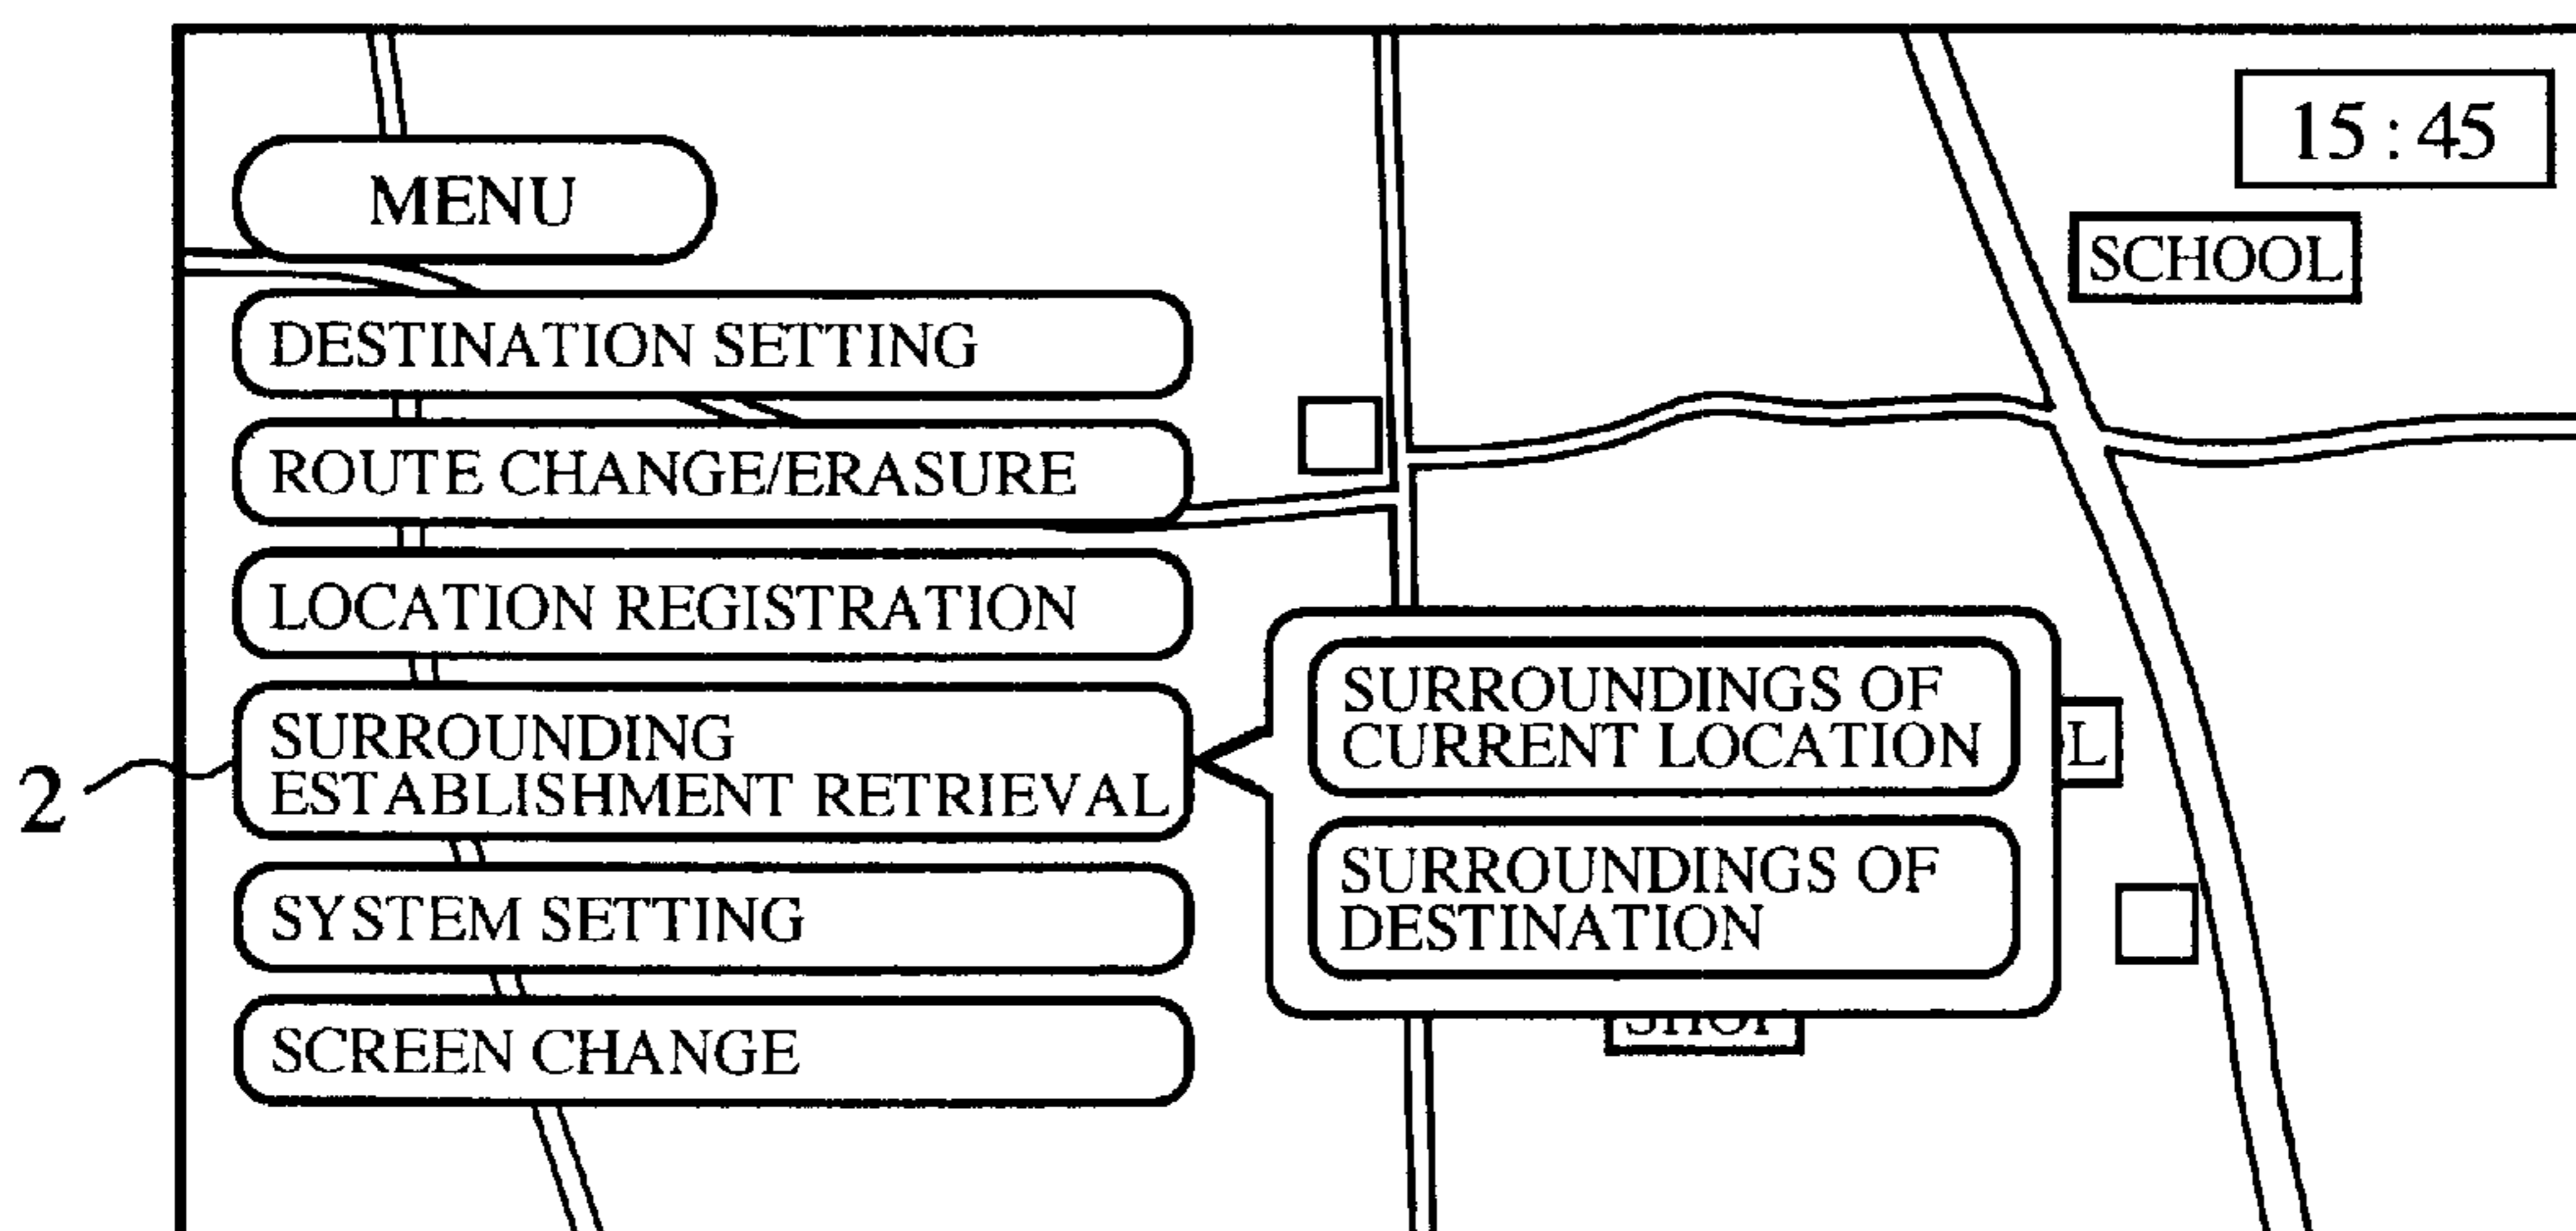 15 : 45
MENU
SCHOOL
DESTINATION SETTING
ROUTE CHANGE/ERASURE
LOCATION REGISTRATION
SURROUNDING
ESTABLISHMENT RETRIEVAL
2
SURROUNDINGS OF
CURRENT LOCATION
L
SURROUNDINGS OF
DESTINATION
SYSTEM SETTING
SCREEN CHANGE